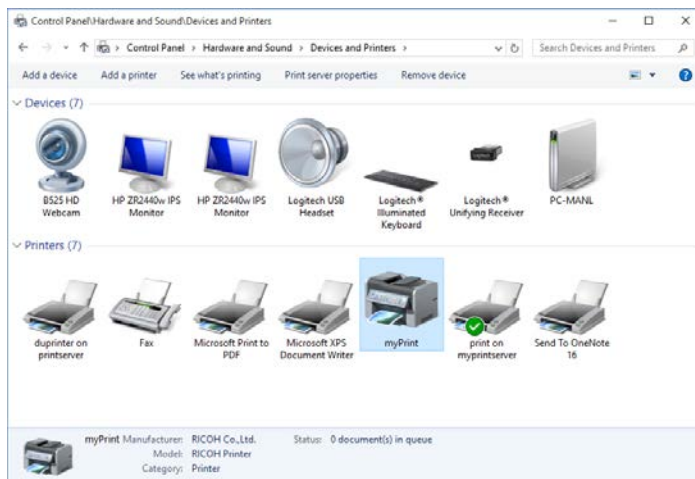 Control Panel\Hardware and Sound\Devices and Printers
Control Panel > Hardware and Sound > Devices and Printers >
Search Devices and Printers
Add a device Add a printer See what's printing Print server properties Remove device
Devices (7)
B525 HD Webcam
HP ZR2440w IPS Monitor
HP ZR2440w IPS Monitor
Logitech USB Headset
Logitech® Illuminated Keyboard
Logitech® Unifying Receiver
PC-MANL
Printers (7)
duprinter on printserver
Fax
Microsoft Print to PDF
Microsoft XPS Document Writer
myPrint
print on myprintserver
Send To OneNote 16
myPrint Manufacturer: RICOH Co.,Ltd. Status: 0 document(s) in queue
Model: RICOH Printer
Category: Printer